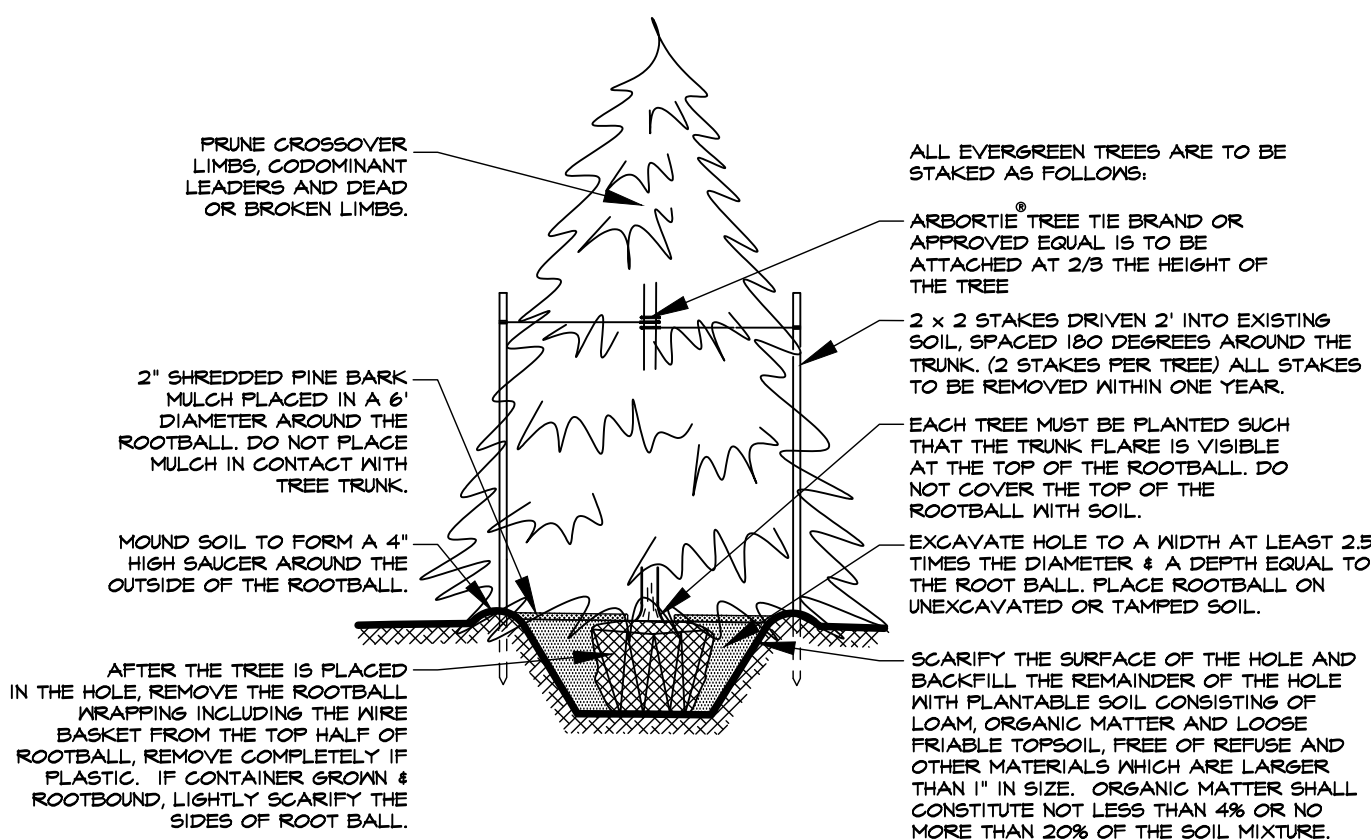 PRUNE CROSSOVER
LIMBS, CODOMINANT
LEADERS AND DEAD
OR BROKEN LIMBS.
2" SHREDDED PINE BARK
MULCH PLACED IN A 6'
DIAMETER AROUND THE
ROOTBALL. DO NOT PLACE
MULCH IN CONTACT WITH
TREE TRUNK.
MOUND SOIL TO FORM A 4"
HIGH SAUCER AROUND THE
OUTSIDE OF THE ROOTBALL.
AFTER THE TREE IS PLACED
IN THE HOLE, REMOVE THE ROOTBALL
WRAPPING INCLUDING THE WIRE
BASKET FROM THE TOP HALF OF
ROOTBALL, REMOVE COMPLETELY IF
PLASTIC. IF CONTAINER GROWN &
ROOTBOUND, LIGHTLY SCARIFY THE
SIDES OF ROOT BALL.
ALL EVERGREEN TREES ARE TO BE
STAKED AS FOLLOWS:
ARBORTIE® TREE TIE BRAND OR
APPROVED EQUAL IS TO BE
ATTACHED AT 2/3 THE HEIGHT OF
THE TREE
2 x 2 STAKES DRIVEN 2' INTO EXISTING
SOIL, SPACED 180 DEGREES AROUND THE
TRUNK. (2 STAKES PER TREE) ALL STAKES
TO BE REMOVED WITHIN ONE YEAR.
EACH TREE MUST BE PLANTED SUCH
THAT THE TRUNK FLARE IS VISIBLE
AT THE TOP OF THE ROOTBALL. DO
NOT COVER THE TOP OF THE
ROOTBALL WITH SOIL.
EXCAVATE HOLE TO A WIDTH AT LEAST 2.5
TIMES THE DIAMETER & A DEPTH EQUAL TO
THE ROOT BALL. PLACE ROOTBALL ON
UNEXCAVATED OR TAMPED SOIL.
SCARIFY THE SURFACE OF THE HOLE AND
BACKFILL THE REMAINDER OF THE HOLE
WITH PLANTABLE SOIL CONSISTING OF
LOAM, ORGANIC MATTER AND LOOSE
FRIABLE TOPSOIL, FREE OF REFUSE AND
OTHER MATERIALS WHICH ARE LARGER
THAN 1" IN SIZE. ORGANIC MATTER SHALL
CONSTITUTE NOT LESS THAN 4% OR NO
MORE THAN 20% OF THE SOIL MIXTURE.